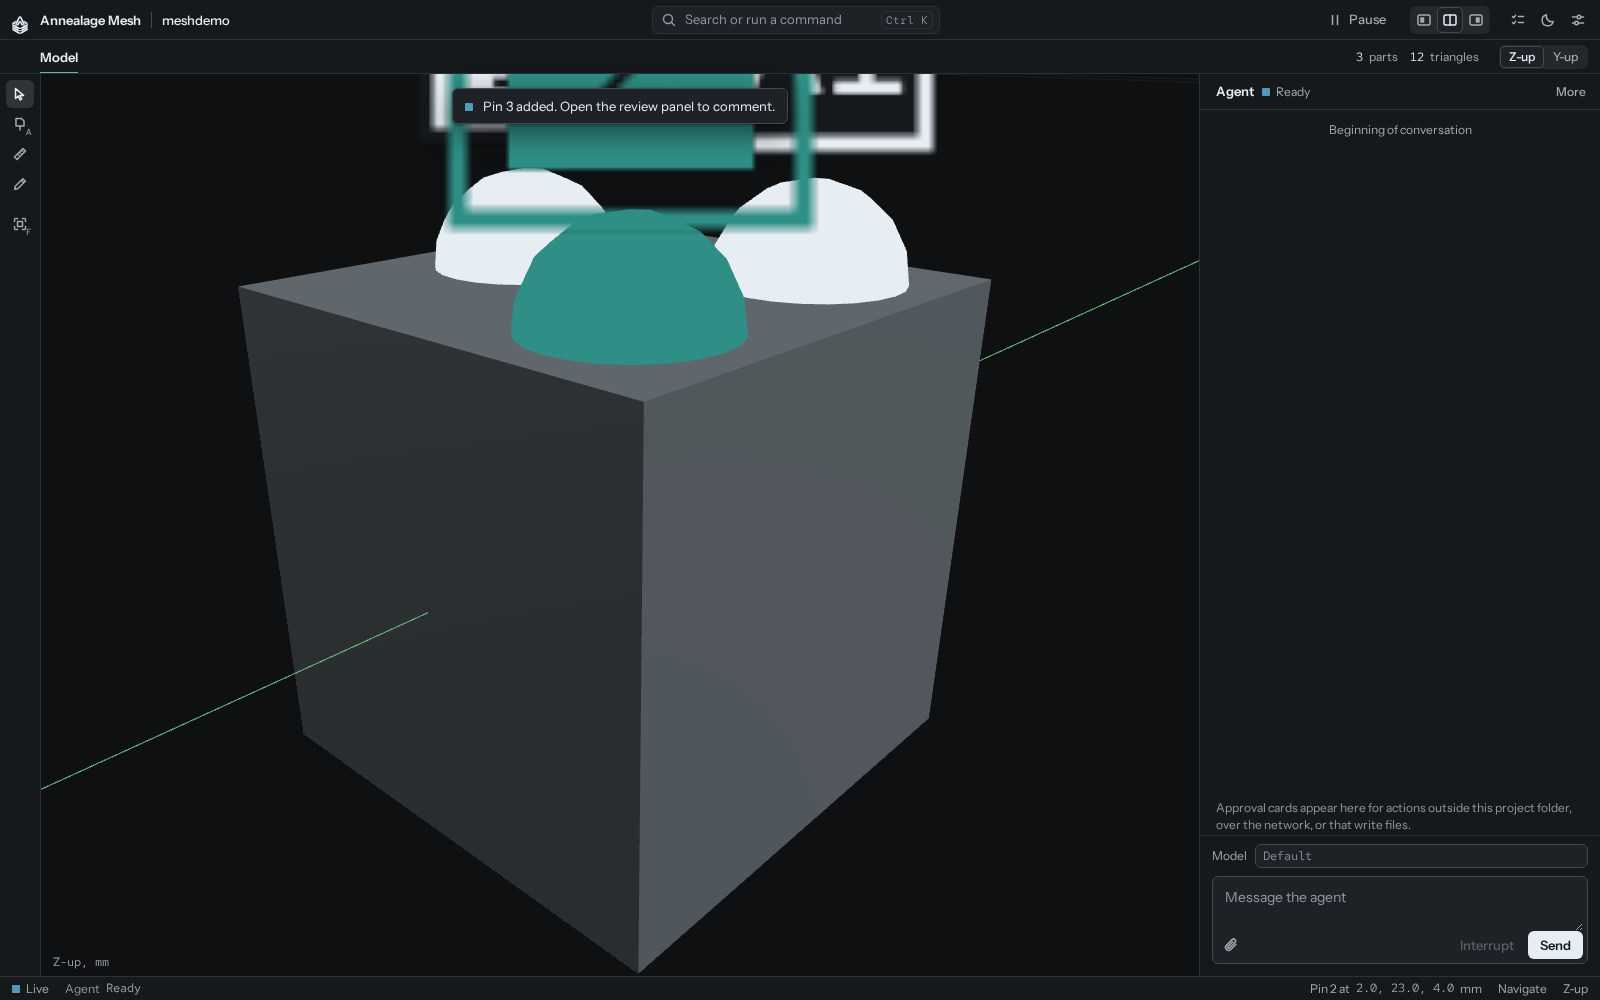 Annealage Mesh
meshdemo
Search or run a command
Ctrl K
Pause
Model
3 parts
12 triangles
Z-up
Y-up
Pin 3 added. Open the review panel to comment.
A
F
Agent
Ready
More
Beginning of conversation
Approval cards appear here for actions outside this project folder,
over the network, or that write files.
Model
Default
Message the agent
Interrupt
Send
Z-up, mm
Live
Agent Ready
Pin 2 at 2.0, 23.0, 4.0 mm
Navigate
Z-up